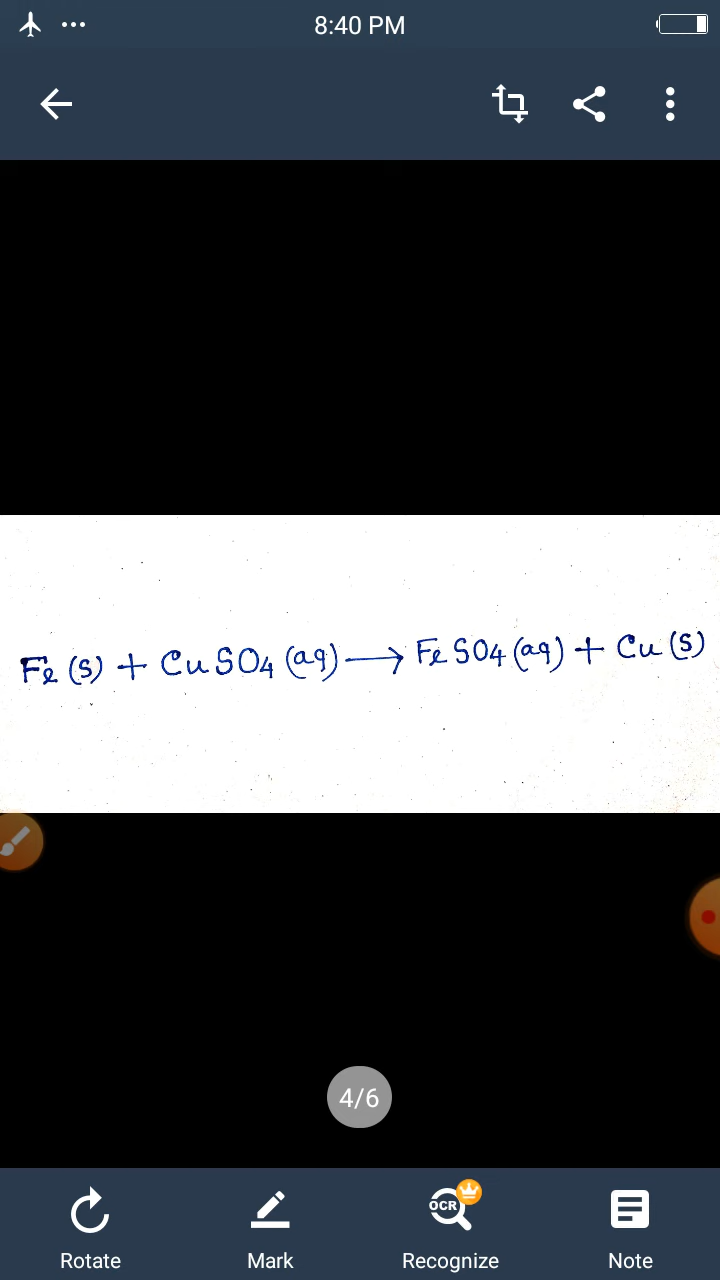 8:40 PM
Fe (s) + CuSO4 (aq) → FeSO4 (aq) + Cu (s)
4/6
OCR
Rotate Mark Recognize Note